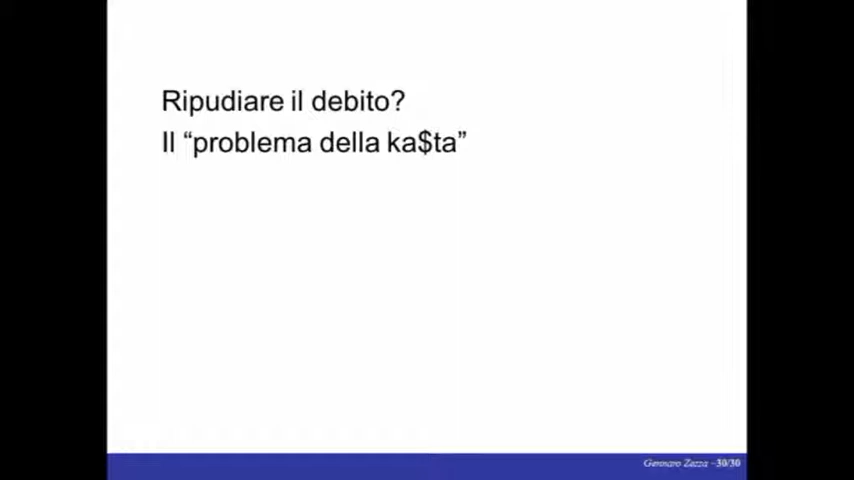 Ripudiare il debito?
Il “problema della ka$ta”
Gennaro Zezza - 30/30